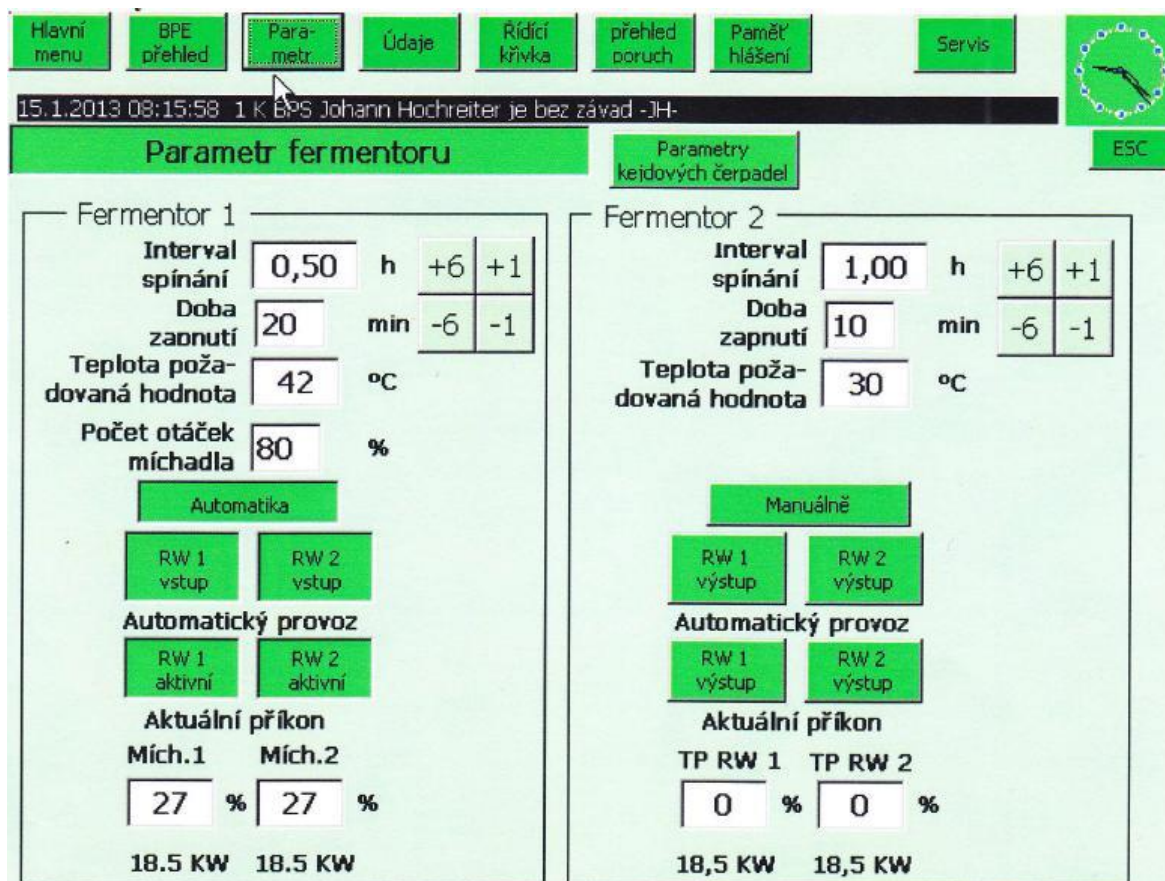 Hlavní menu
BPE přehled
Para- metr
Údaje
Řídící křivka
přehled poruch
Paměť hlášení
Servis
15.1.2013 08:15:58 1 K BPS Johann Hochreiter je bez závad -JH-
Parametr fermentoru
Parametry kejdových čerpadel
ESC
Fermentor 1
Interval spínání 0,50 h +6 +1
Doba zapnutí 20 min -6 -1
Teplota poža- dovaná hodnota 42 ºC
Počet otáček míchadla 80 %
Automatika
RW 1 vstup RW 2 vstup
Automatický provoz
RW 1 aktivní RW 2 aktivní
Aktuální příkon
Mích.1 Mích.2
27 % 27 %
18.5 KW 18.5 KW
Fermentor 2
Interval spínání 1,00 h +6 +1
Doba zapnutí 10 min -6 -1
Teplota poža- dovaná hodnota 30 ºC
Manuálně
RW 1 výstup RW 2 výstup
Automatický provoz
RW 1 výstup RW 2 výstup
Aktuální příkon
TP RW 1 TP RW 2
0 % 0 %
18,5 KW 18,5 KW